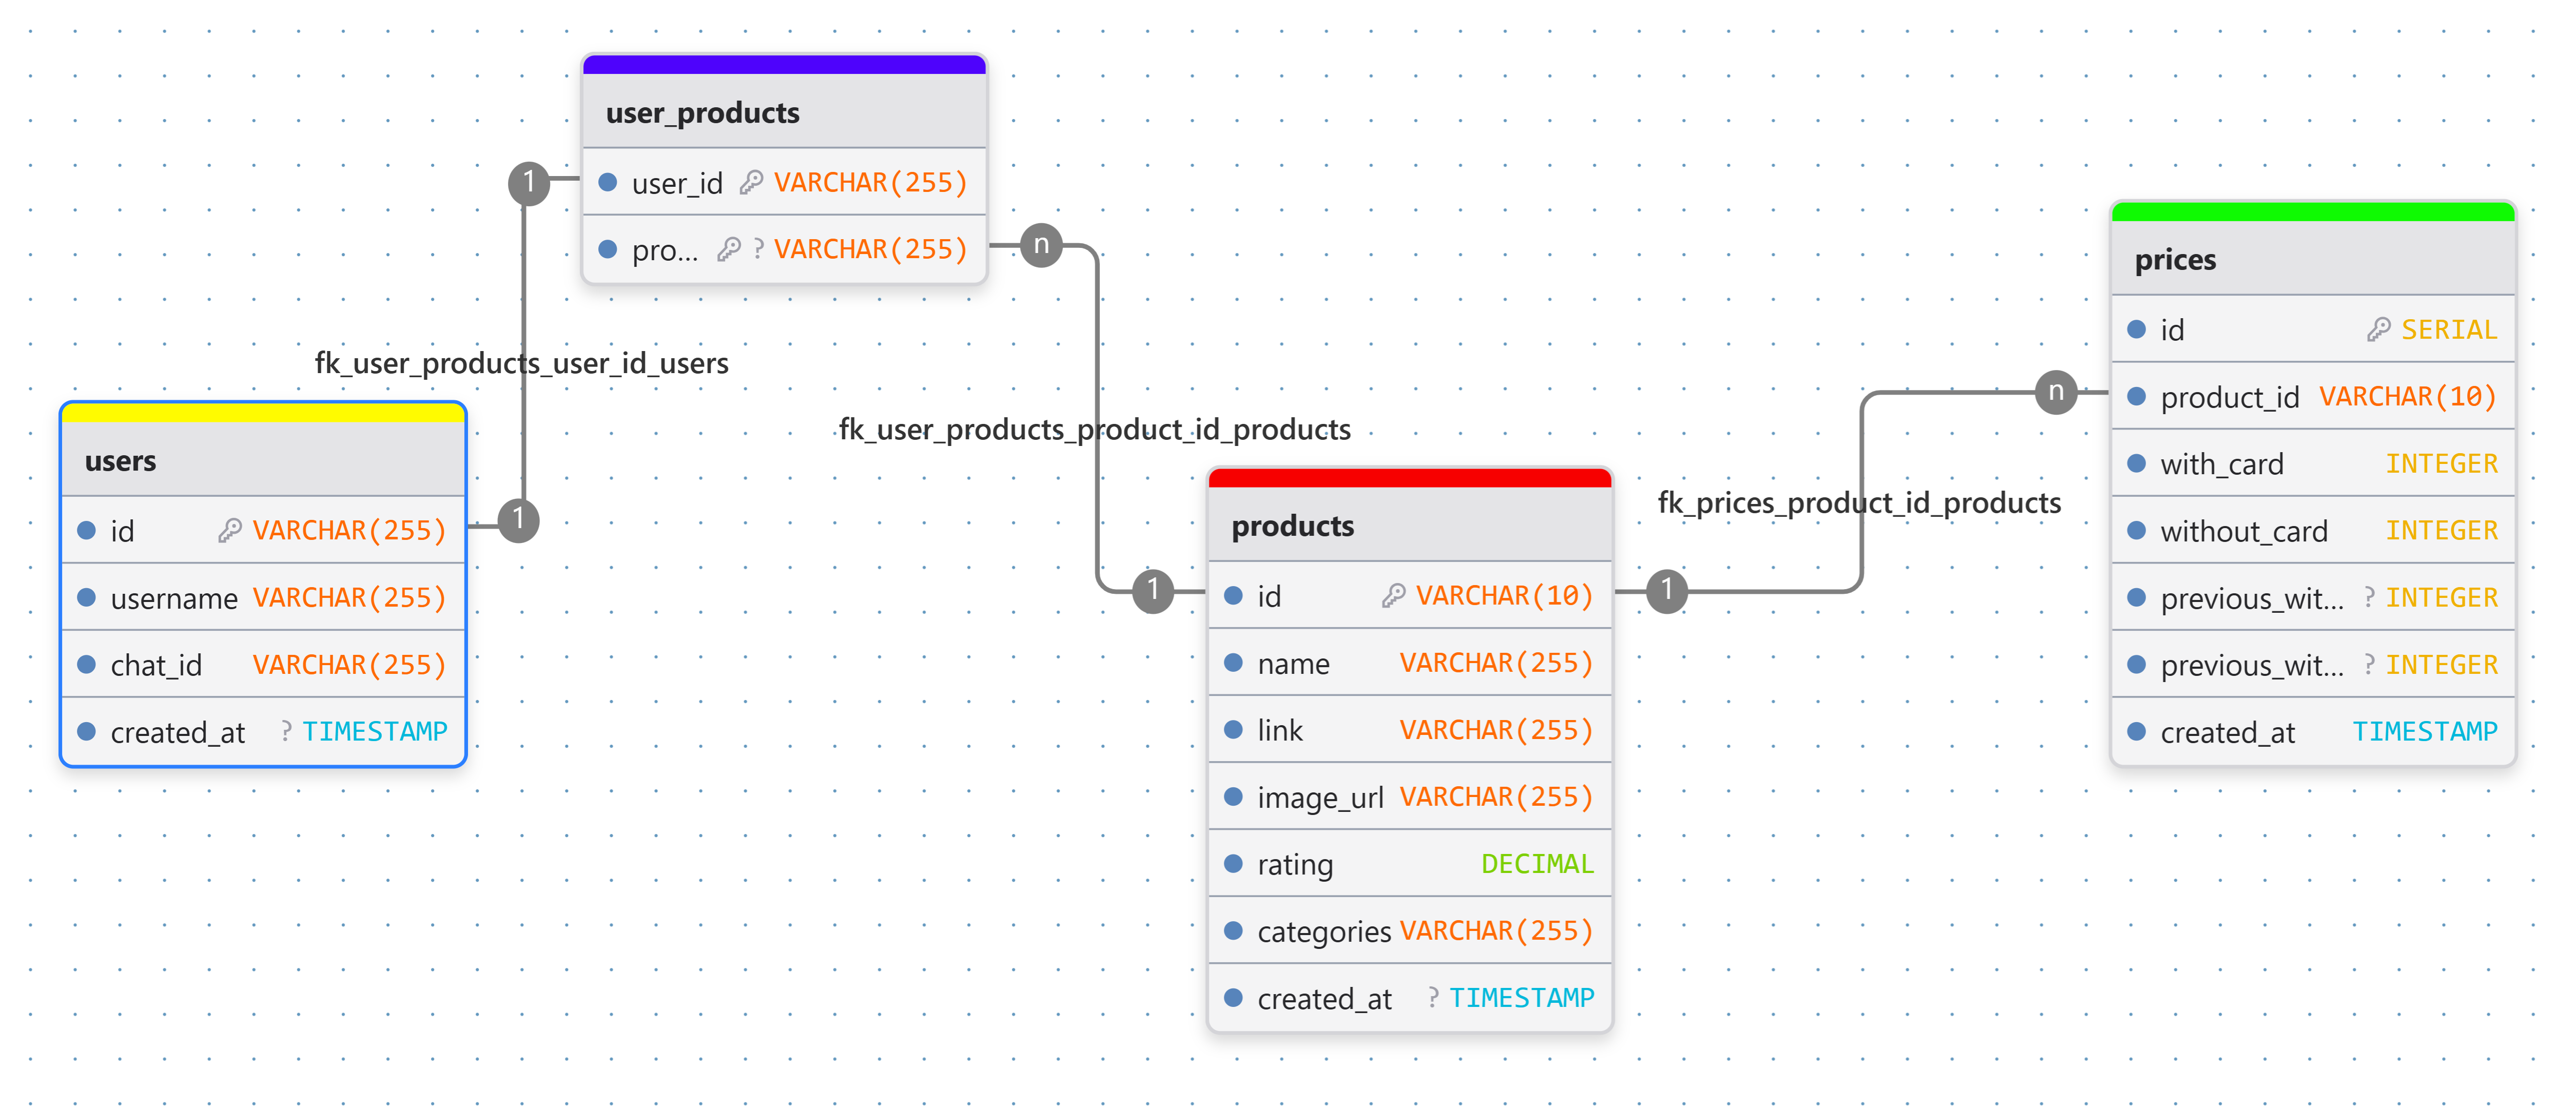 user_products
user_id VARCHAR(255)
pro... ? VARCHAR(255)
1
n
fk_user_products_user_id_users
users
id VARCHAR(255)
username VARCHAR(255)
chat_id VARCHAR(255)
created_at ? TIMESTAMP
1
fk_user_products_product_id_products
1
products
id VARCHAR(10)
name VARCHAR(255)
link VARCHAR(255)
image_url VARCHAR(255)
rating DECIMAL
categories VARCHAR(255)
created_at ? TIMESTAMP
1
fk_prices_product_id_products
n
prices
id SERIAL
product_id VARCHAR(10)
with_card INTEGER
without_card INTEGER
previous_wit... ? INTEGER
previous_wit... ? INTEGER
created_at TIMESTAMP